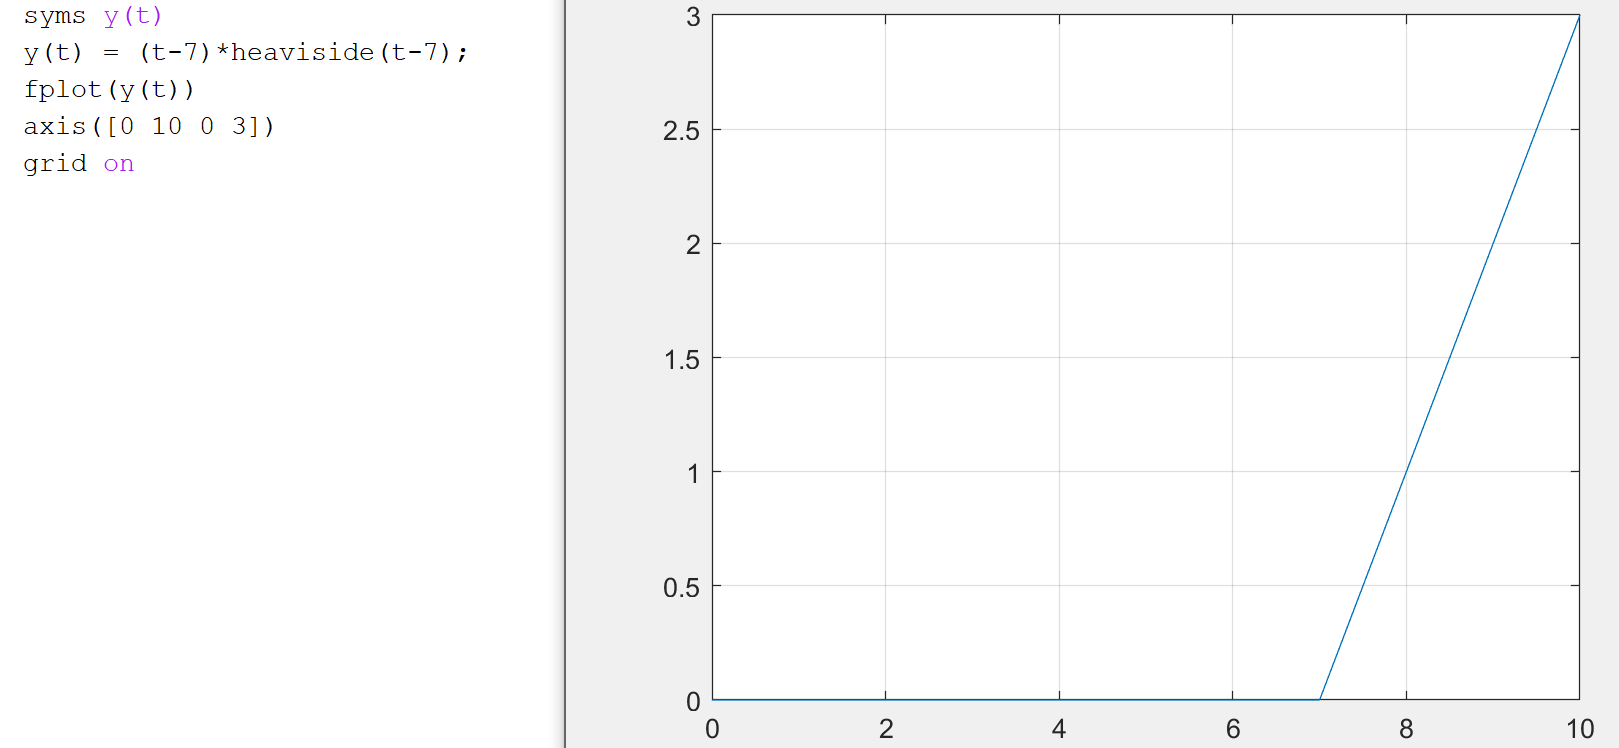 syms y(t)
y(t) = (t-7)*heaviside(t-7);
fplot(y(t))
axis([0 10 0 3])
grid on
3
2.5
2
1.5
1
0.5
0
0 2 4 6 8 10